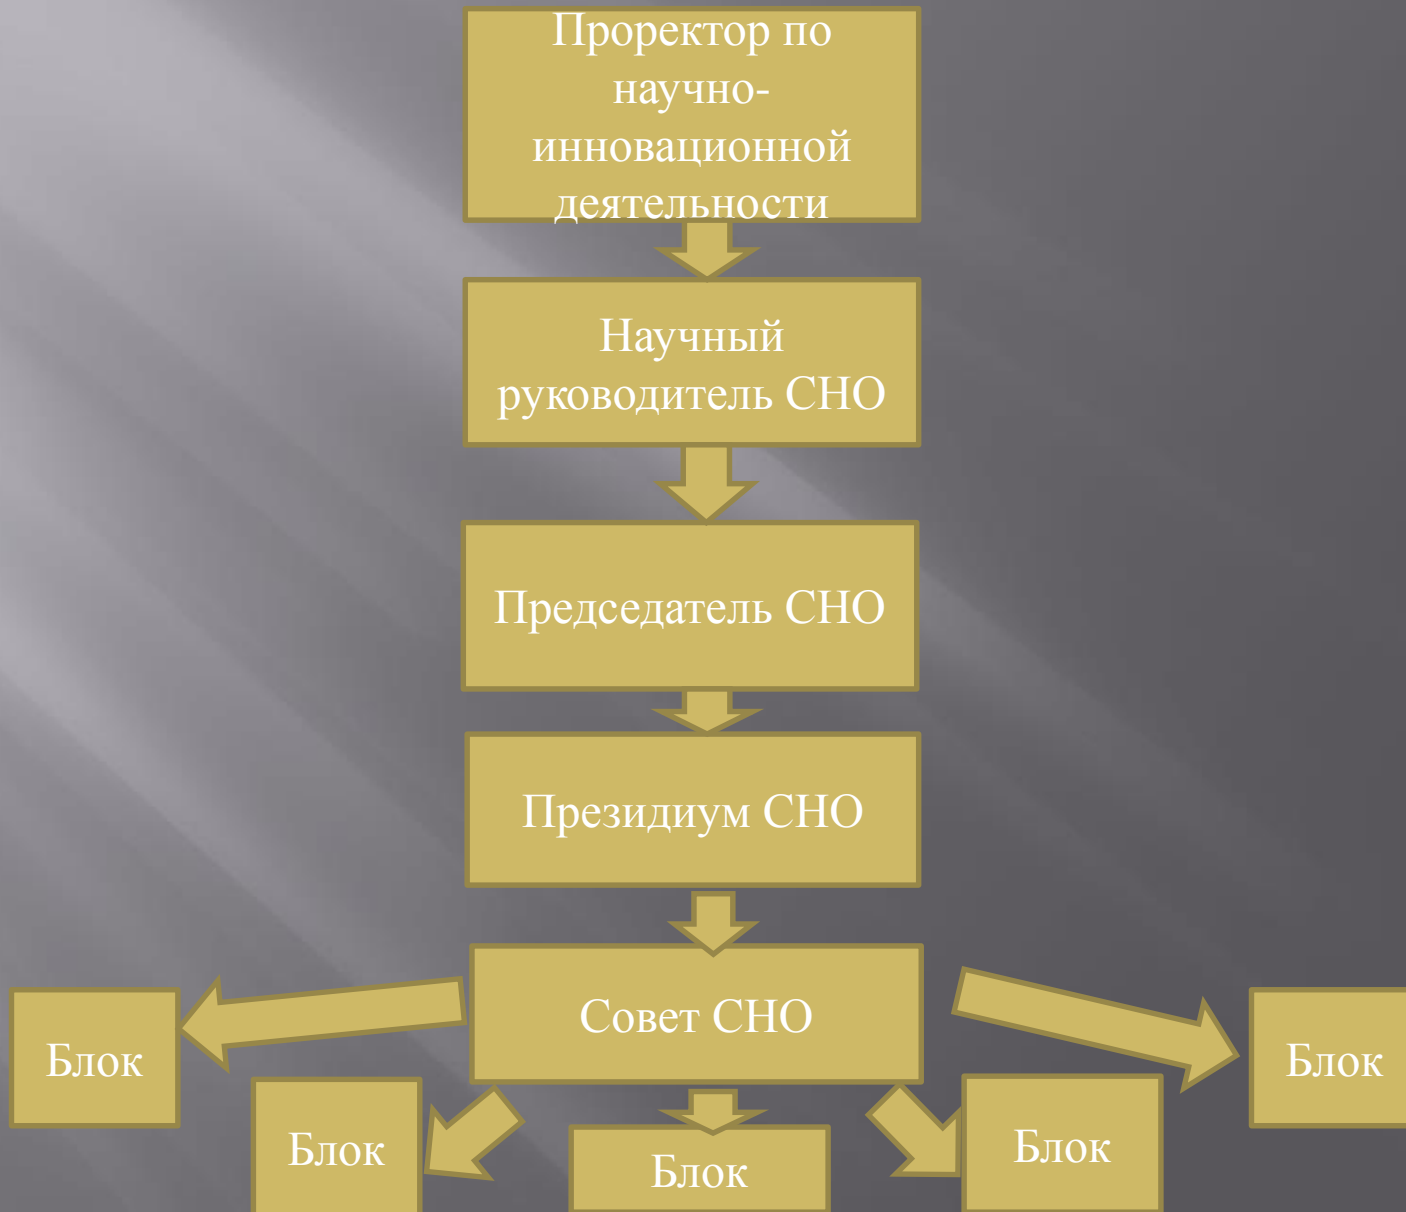 Проректор по
научно-
инновационной
деятельности
Научный
руководитель СНО
Председатель СНО
Президиум СНО
Совет СНО
Блок
Блок
Блок
Блок
Блок